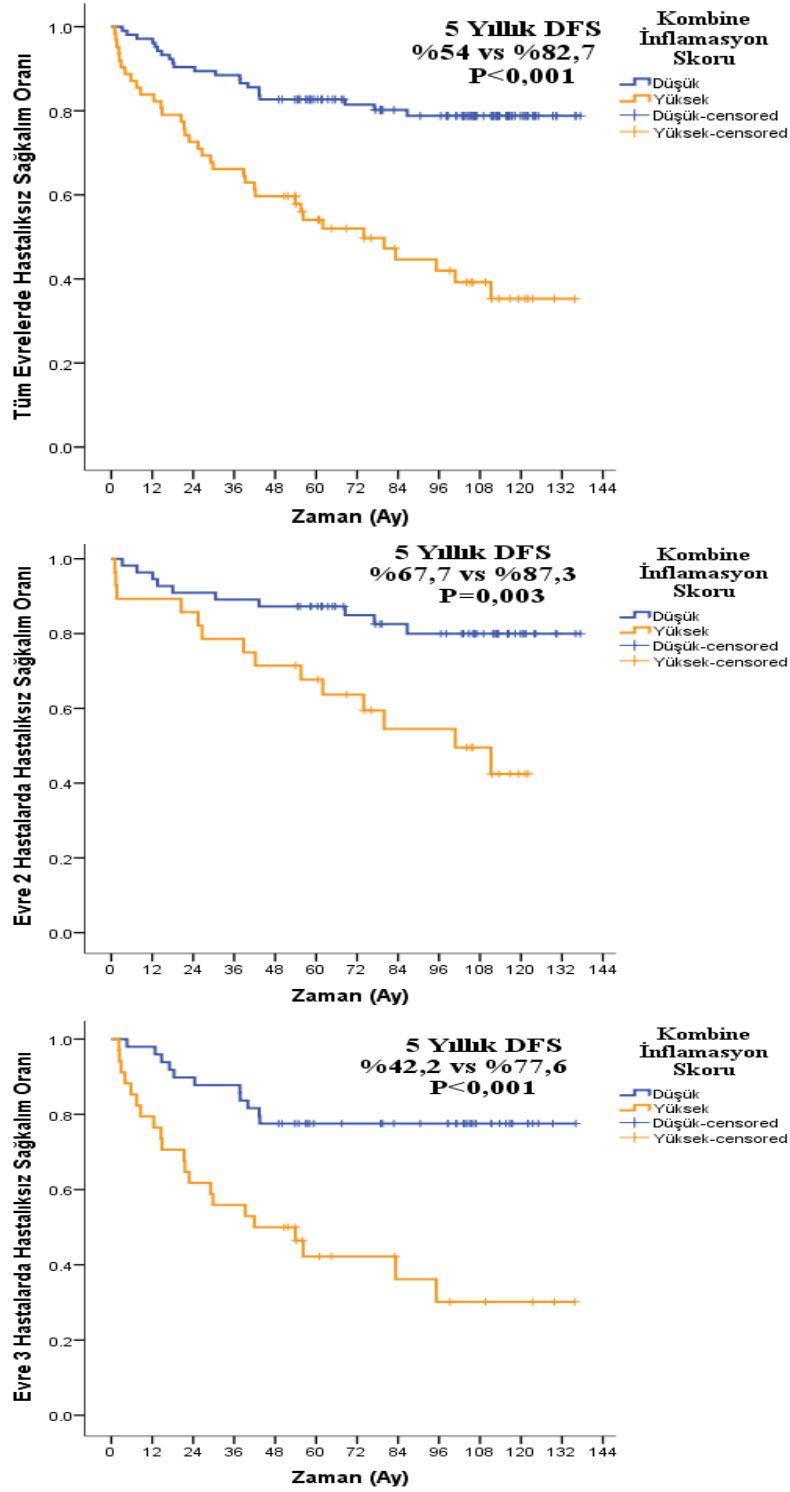 5 Yıllık DFS
%54 vs %82,7
P<0,001
Kombine
İnflamasyon
Skoru
Düşük
Yüksek
Düşük-censored
Yüksek-censored
Tüm Evrelerde Hastalıksız Sağkalım Oranı
1.0
0.8
0.6
0.4
0.2
0.0
0 12 24 36 48 60 72 84 96 108 120 132 144
Zaman (Ay)
5 Yıllık DFS
%67,7 vs %87,3
P=0,003
Kombine
İnflamasyon
Skoru
Düşük
Yüksek
Düşük-censored
Yüksek-censored
Evre 2 Hastalarda Hastalıksız Sağkalım Oranı
1.0
0.8
0.6
0.4
0.2
0.0
0 12 24 36 48 60 72 84 96 108 120 132 144
Zaman (Ay)
5 Yıllık DFS
%42,2 vs %77,6
P<0,001
Kombine
İnflamasyon
Skoru
Düşük
Yüksek
Düşük-censored
Yüksek-censored
Evre 3 Hastalarda Hastalıksız Sağkalım Oranı
1.0
0.8
0.6
0.4
0.2
0.0
0 12 24 36 48 60 72 84 96 108 120 132 144
Zaman (Ay)